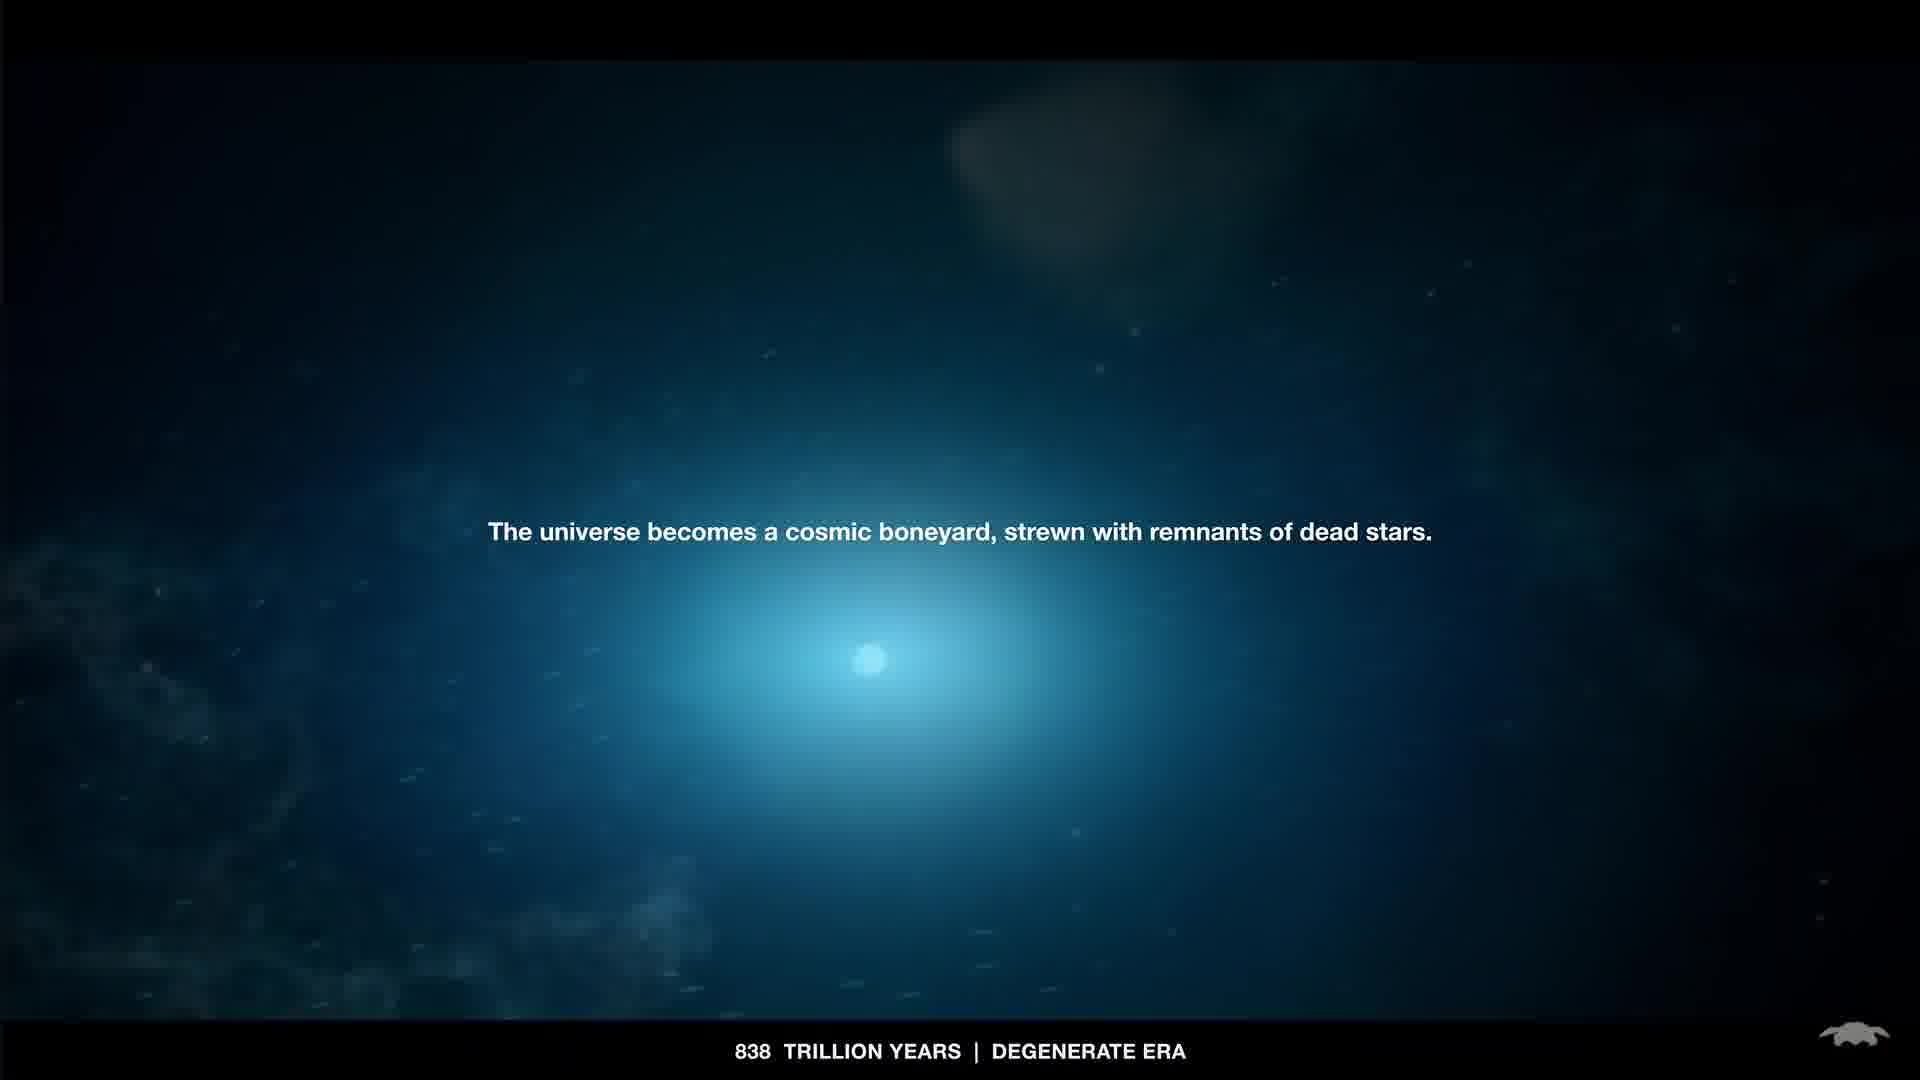 The universe becomes a cosmic boneyard, strewn with remnants of dead stars.
838 TRILLION YEARS | DEGENERATE ERA